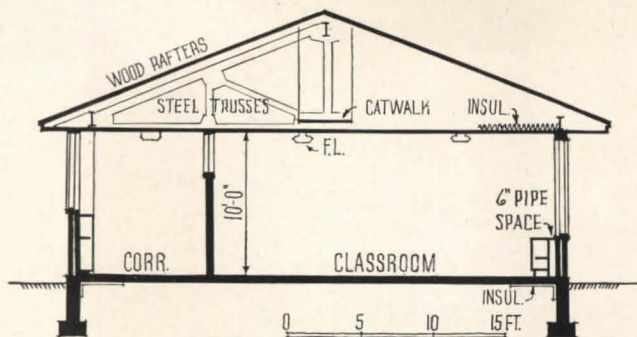 WOOD RAFTERS
STEEL TRUSSES
CATWALK
INSUL.
F.L.
10'-0"
6" PIPE
SPACE
CORR.
CLASSROOM
INSUL.
0 5 10 15 FT.